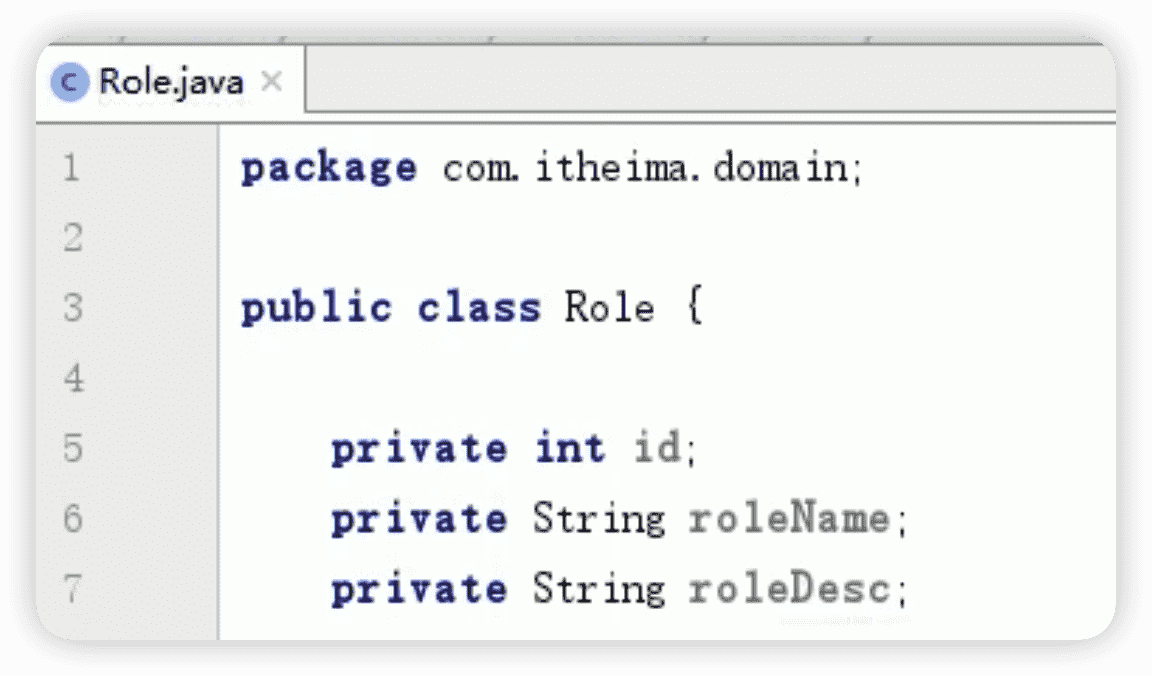 Role.java
1 package com.itheima.domain;
2
3 public class Role {
4
5 private int id;
6 private String roleName;
7 private String roleDesc;